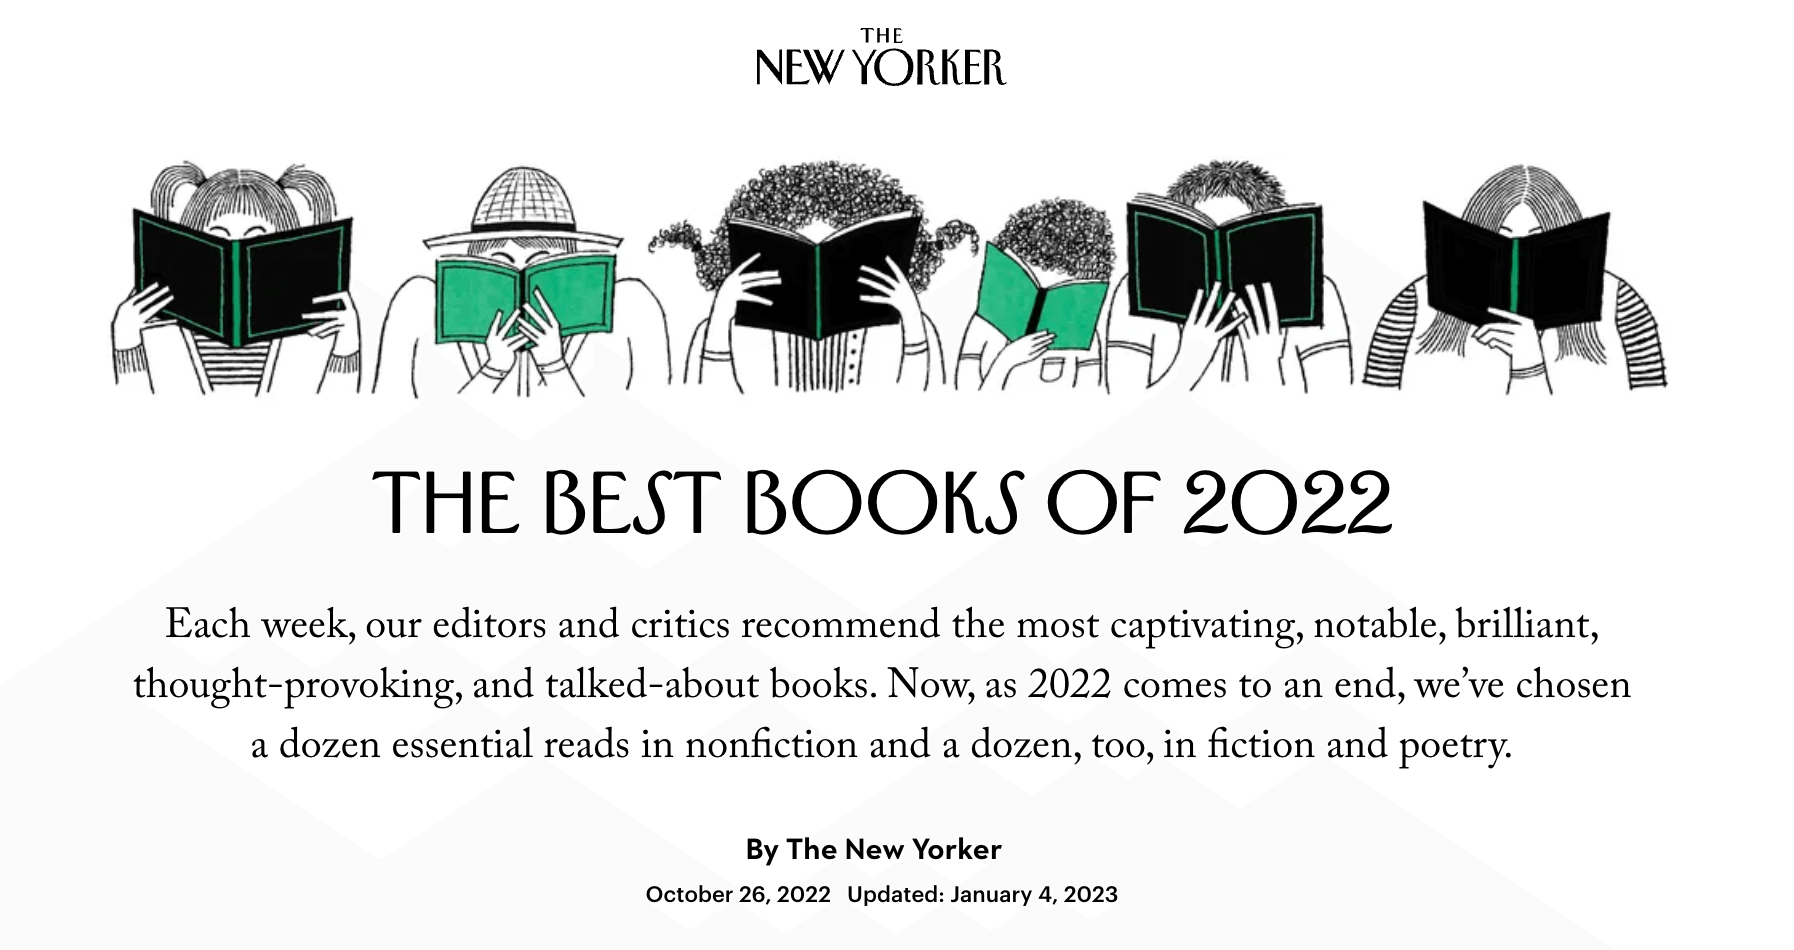 THE
NEW YORKER
THE BEST BOOKS OF 2022
Each week, our editors and critics recommend the most captivating, notable, brilliant,
thought-provoking, and talked-about books. Now, as 2022 comes to an end, we’ve chosen
a dozen essential reads in nonfiction and a dozen, too, in fiction and poetry.
By The New Yorker
October 26, 2022 Updated: January 4, 2023